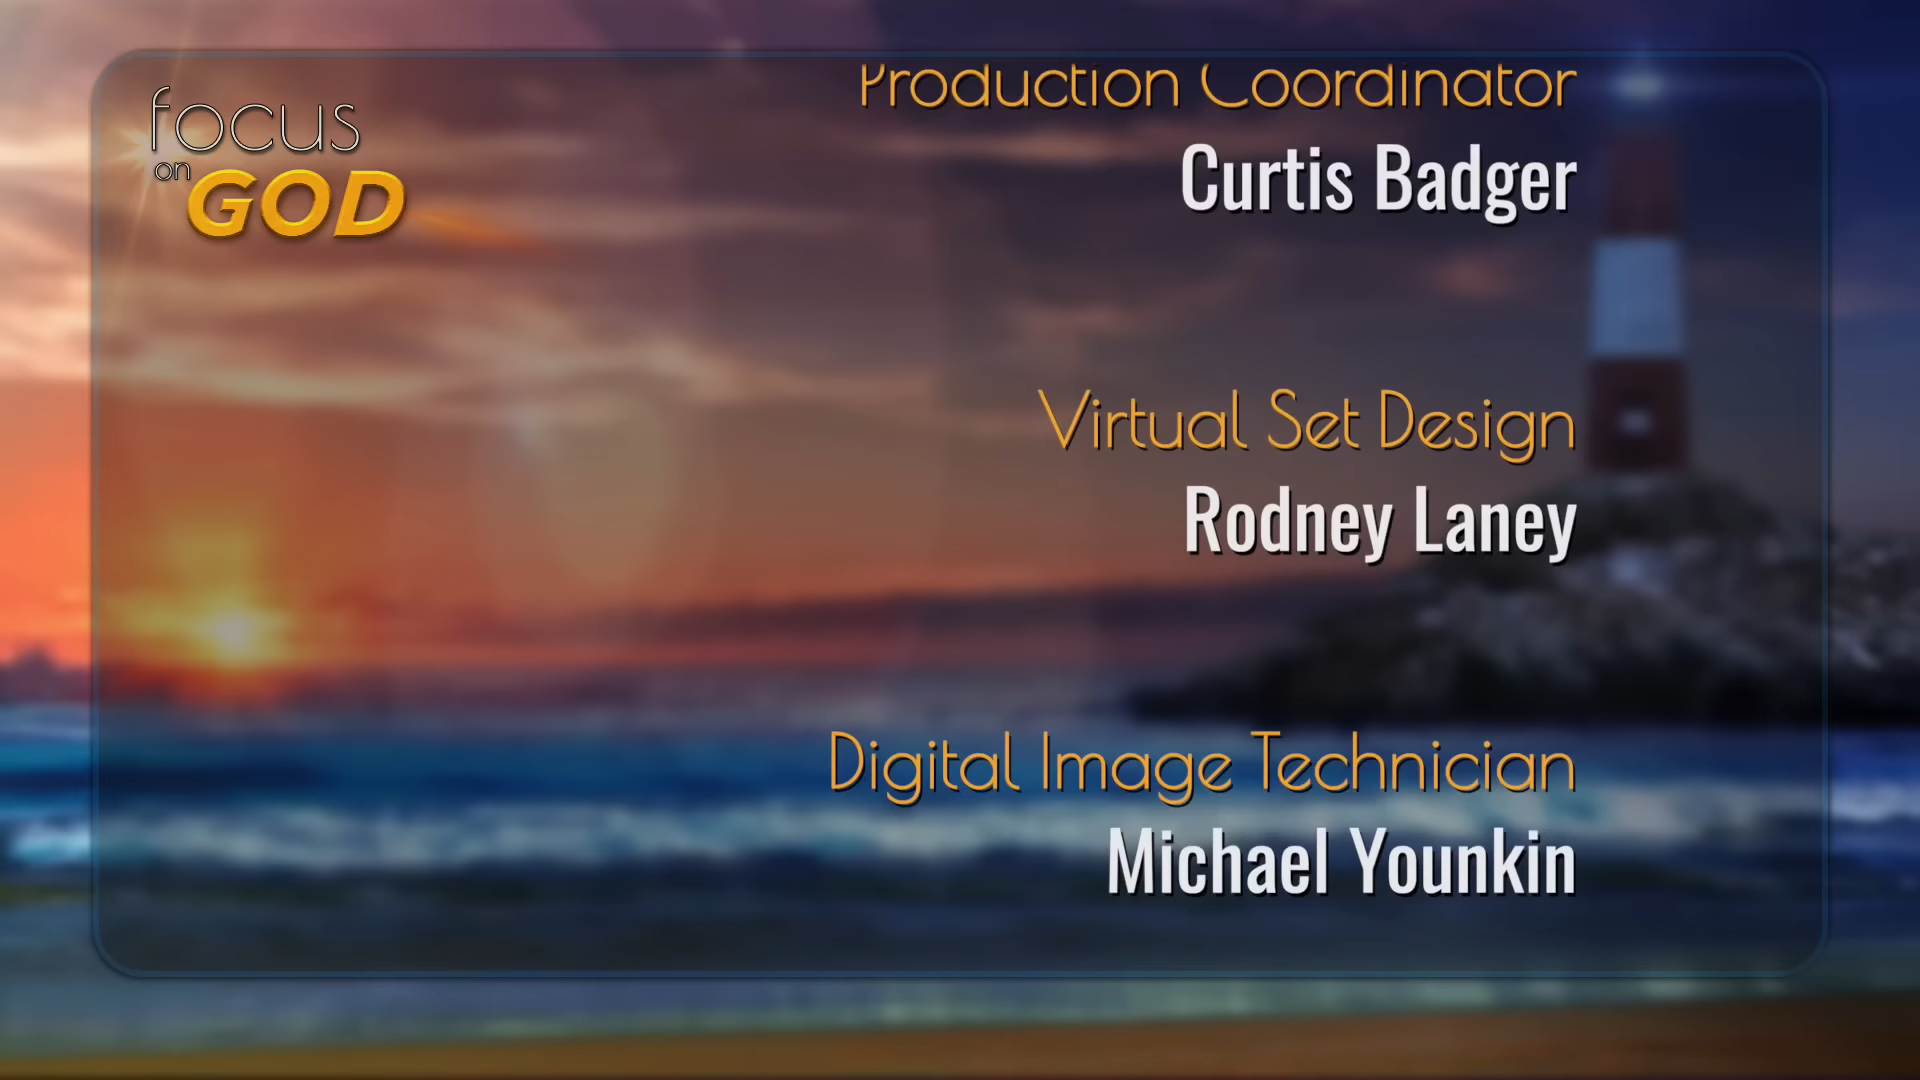 focus
on
GOD
Production Coordinator
Curtis Badger
Virtual Set Design
Rodney Laney
Digital Image Technician
Michael Younkin